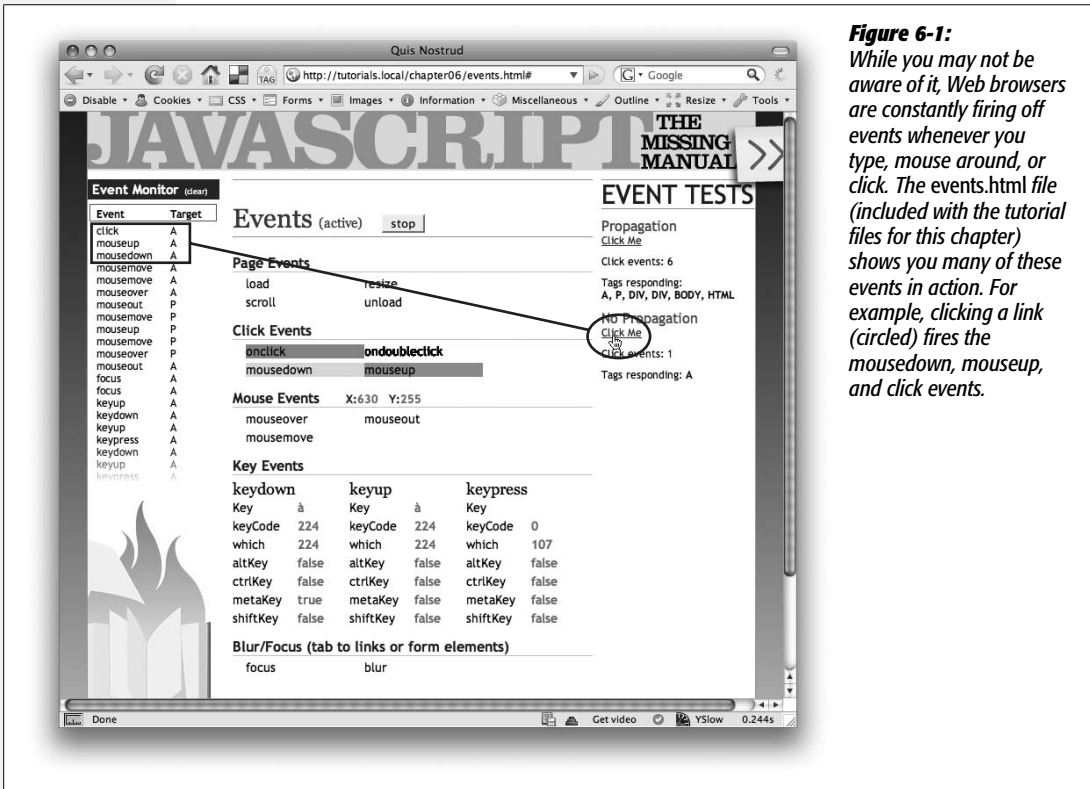 Quis Nostrud
TAG http://tutorials.local/chapter06/events.html# G Google
Disable Cookies CSS Forms Images Information Miscellaneous Outline Resize Tools
JAVASCRIPT THE
MISSING
MANUAL >>
Event Monitor (clear)
Event Target
click A
mouseup A
mousedown A
mousemove A
mousemove A
mouseover A
mouseout P
mousemove P
mouseup P
mousemove P
mouseover P
mouseout A
focus A
focus A
keyup A
keydown A
keyup A
keypress A
keydown A
keyup A
keypress A
Events (active) stop
Page Events
load resize
scroll unload
Click Events
onclick ondoubleclick
mousedown mouseup
Mouse Events X:630 Y:255
mouseover mouseout
mousemove
Key Events
keydown keyup keypress
Key à Key à Key
keyCode 224 keyCode 224 keyCode 0
which 224 which 224 which 107
altKey false altKey false altKey false
ctrlKey false ctrlKey false ctrlKey false
metaKey true metaKey false metaKey false
shiftKey false shiftKey false shiftKey false
Blur/Focus (tab to links or form elements)
focus blur
EVENT TESTS
Propagation
Click Me
Click events: 6
Tags responding:
A, P, DIV, DIV, BODY, HTML
No Propagation
Click Me
Click events: 1
Tags responding: A
Done Get video YSlow 0.244s
Figure 6-1:
While you may not be
aware of it, Web browsers
are constantly firing off
events whenever you
type, mouse around, or
click. The events.html file
(included with the tutorial
files for this chapter)
shows you many of these
events in action. For
example, clicking a link
(circled) fires the
mousedown, mouseup,
and click events.